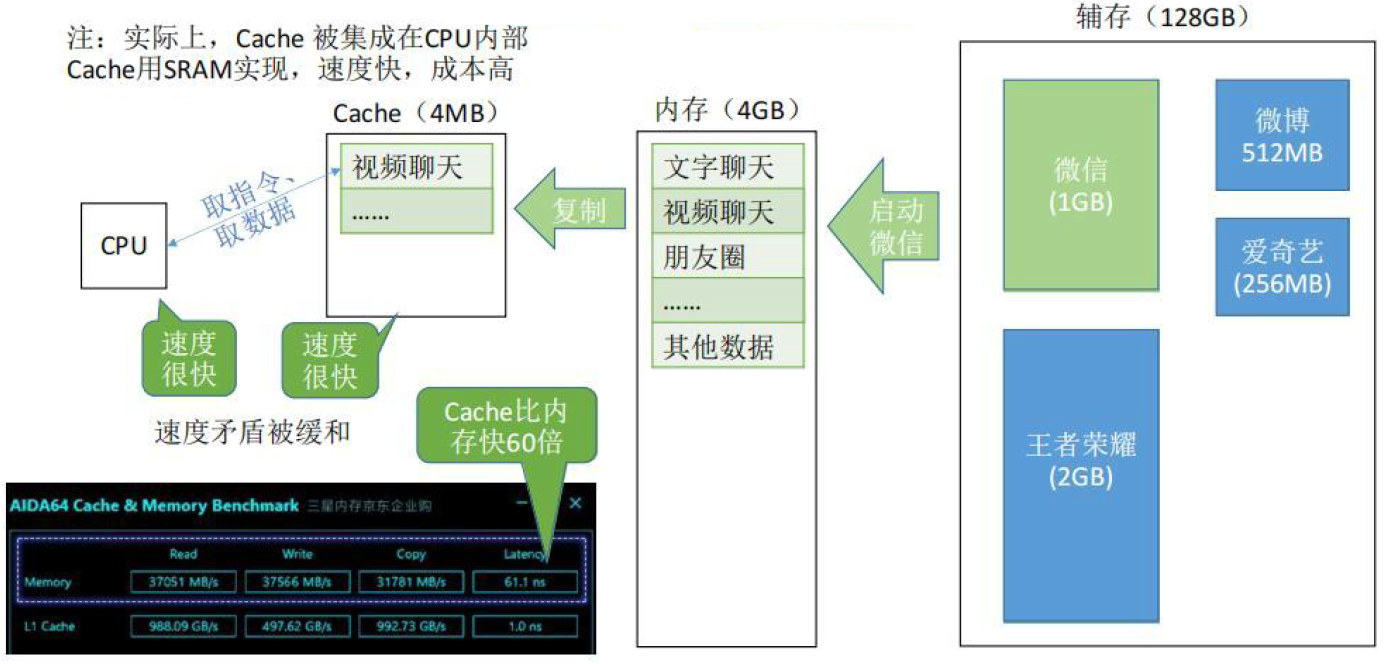 注：实际上，Cache 被集成在CPU内部
Cache用SRAM实现，速度快，成本高
辅存（128GB）
Cache（4MB）
内存（4GB）
CPU
取指令、
取数据
视频聊天
……
复制
文字聊天
视频聊天
朋友圈
……
其他数据
启动
微信
微信
(1GB)
微博
512MB
爱奇艺
(256MB)
王者荣耀
(2GB)
速度
很快
速度
很快
速度矛盾被缓和
Cache比内
存快60倍
AIDA64 Cache & Memory Benchmark 三星内存京东企业购
Read Write Copy Latency
Memory 37051 MB/s 37566 MB/s 31781 MB/s 61.1 ns
L1 Cache 988.09 GB/s 497.62 GB/s 992.73 GB/s 1.0 ns